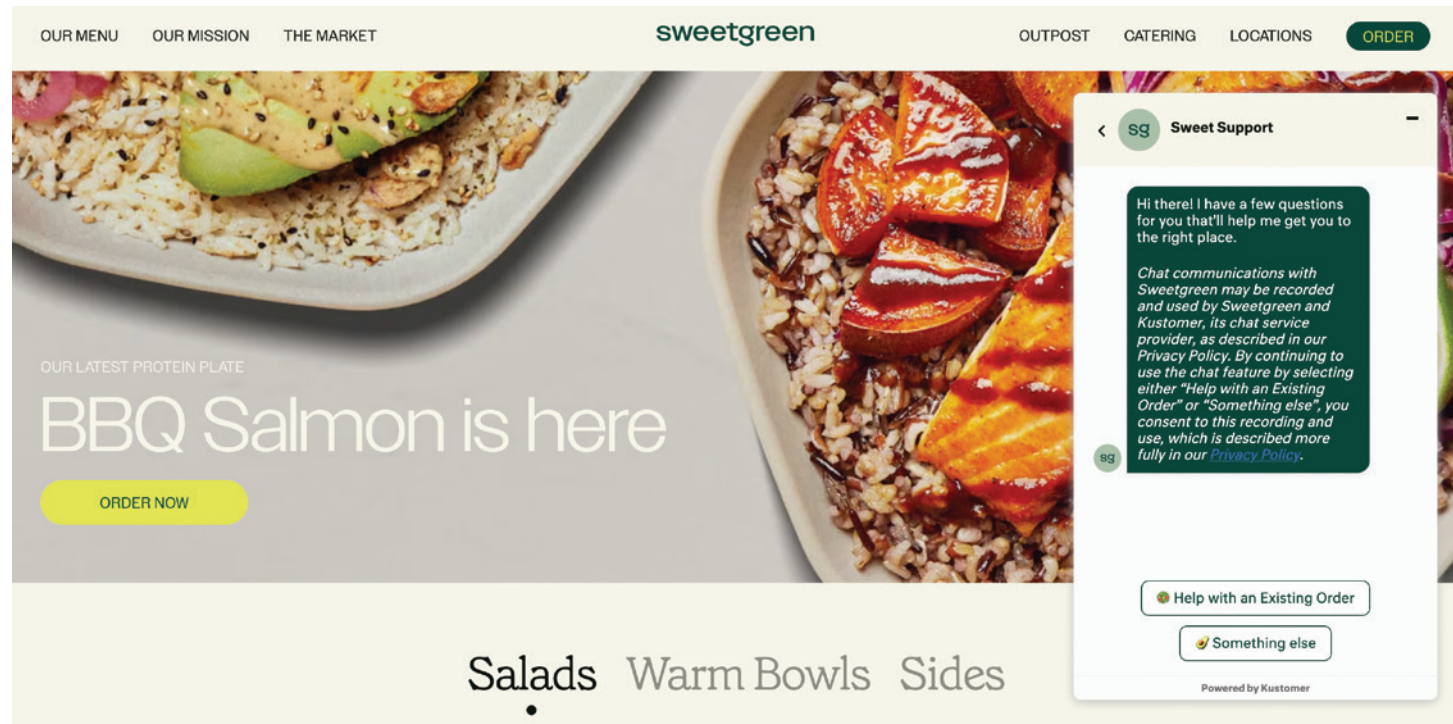 OUR MENU OUR MISSION THE MARKET sweetgreen OUTPOST CATERING LOCATIONS ORDER
OUR LATEST PROTEIN PLATE
BBQ Salmon is here
ORDER NOW
Salads Warm Bowls Sides
sg Sweet Support
Hi there! I have a few questions
for you that'll help me get you to
the right place.
Chat communications with
Sweetgreen may be recorded
and used by Sweetgreen and
Kustomer, its chat service
provider, as described in our
Privacy Policy. By continuing to
use the chat feature by selecting
either “Help with an Existing
Order” or “Something else”, you
consent to this recording and
use, which is described more
fully in our Privacy Policy.
sg
Help with an Existing Order
Something else
Powered by Kustomer